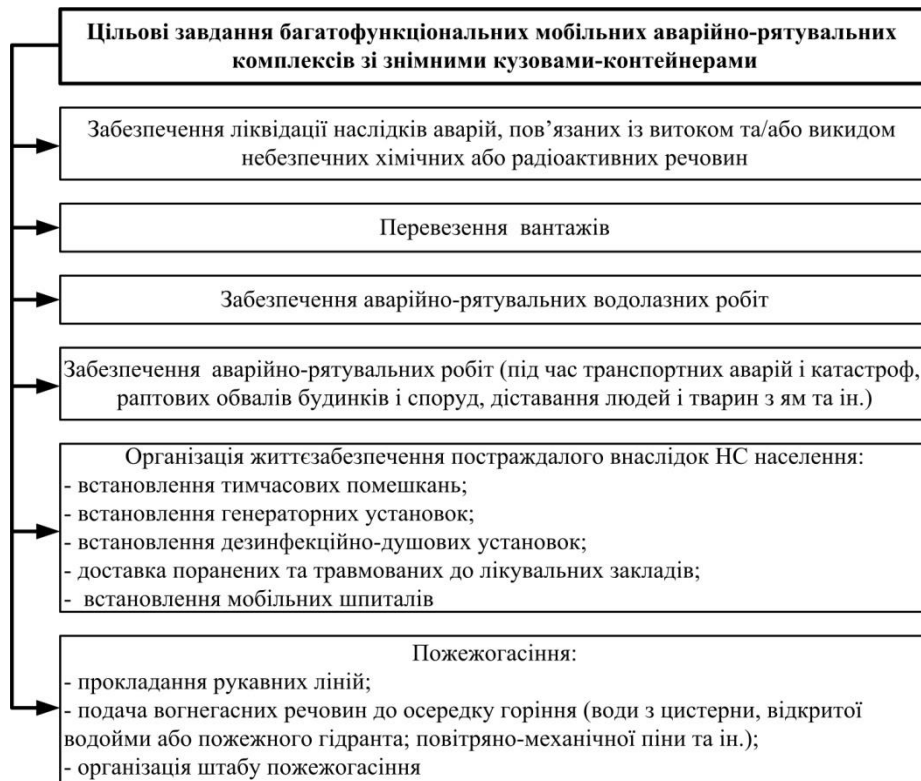 Цільові завдання багатофункціональних мобільних аварійно-рятувальних
комплексів зі знімними кузовами-контейнерами
Забезпечення ліквідації наслідків аварій, пов’язаних із витоком та/або викидом
небезпечних хімічних або радіоактивних речовин
Перевезення вантажів
Забезпечення аварійно-рятувальних водолазних робіт
Забезпечення аварійно-рятувальних робіт (під час транспортних аварій і катастроф,
раптових обвалів будинків і споруд, діставання людей і тварин з ям та ін.)
Організація життєзабезпечення постраждалого внаслідок НС населення:
- встановлення тимчасових помешкань;
- встановлення генераторних установок;
- встановлення дезинфекційно-душових установок;
- доставка поранених та травмованих до лікувальних закладів;
- встановлення мобільних шпиталів
Пожежогасіння:
- прокладання рукавних ліній;
- подача вогнегасних речовин до осередку горіння (води з цистерни, відкритої
водойми або пожежного гідранта; повітряно-механічної піни та ін.);
- організація штабу пожежогасіння